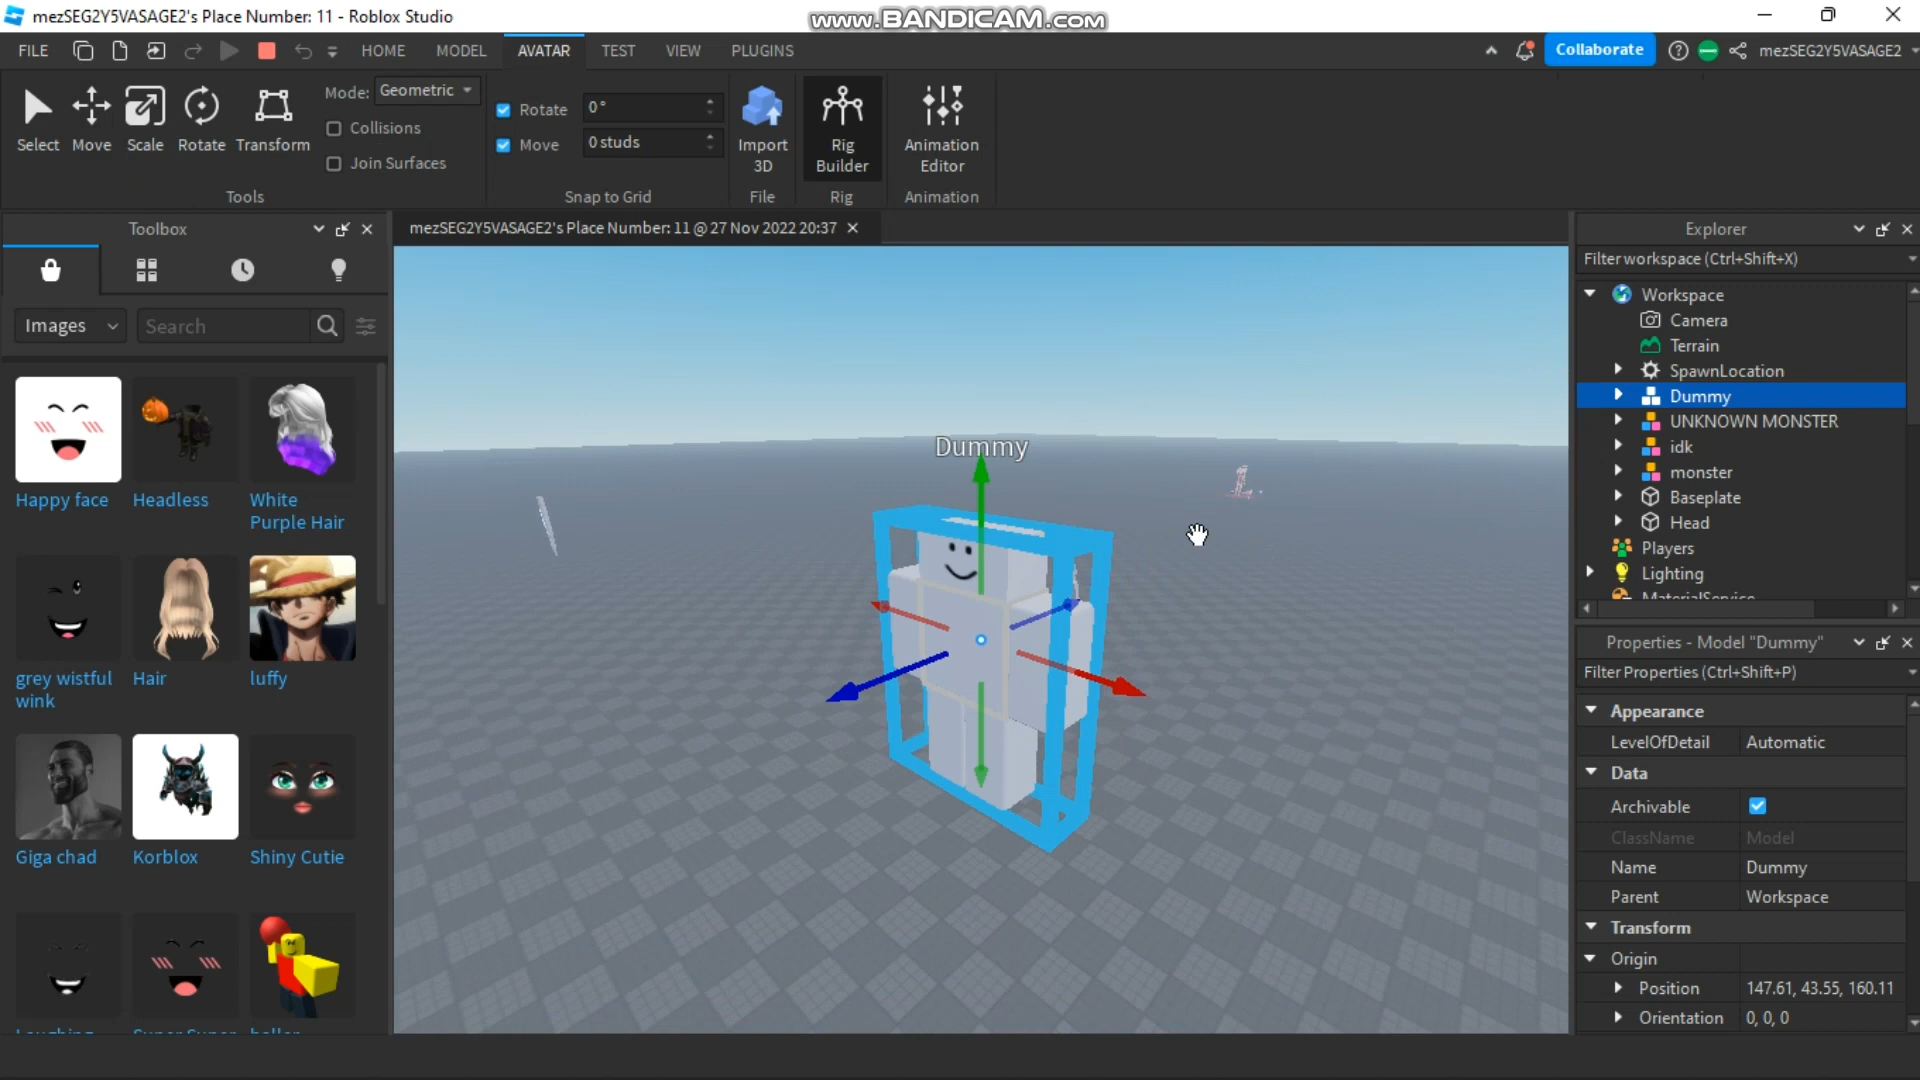 mezSEG2Y5VASAGE2's Place Number: 11 - Roblox Studio
www.BANDICAM.com
FILE
HOME
MODEL
AVATAR
TEST
VIEW
PLUGINS
Collaborate
mezSEG2Y5VASAGE2
Select
Move
Scale
Rotate
Transform
Mode: Geometric
Collisions
Join Surfaces
Tools
Rotate 0°
Move 0 studs
Snap to Grid
Import
3D
File
Rig
Builder
Rig
Animation
Editor
Animation
Toolbox
Images
Search
Happy face
Headless
White
Purple Hair
grey wistful
wink
Hair
luffy
Giga chad
Korblox
Shiny Cutie
mezSEG2Y5VASAGE2's Place Number: 11 @ 27 Nov 2022 20:37
Dummy
Explorer
Filter workspace (Ctrl+Shift+X)
Workspace
Camera
Terrain
SpawnLocation
Dummy
UNKNOWN MONSTER
idk
monster
Baseplate
Head
Players
Lighting
MaterialService
Properties - Model "Dummy"
Filter Properties (Ctrl+Shift+P)
Appearance
LevelOfDetail Automatic
Data
Archivable
ClassName Model
Name Dummy
Parent Workspace
Transform
Origin
Position 147.61, 43.55, 160.11
Orientation 0, 0, 0